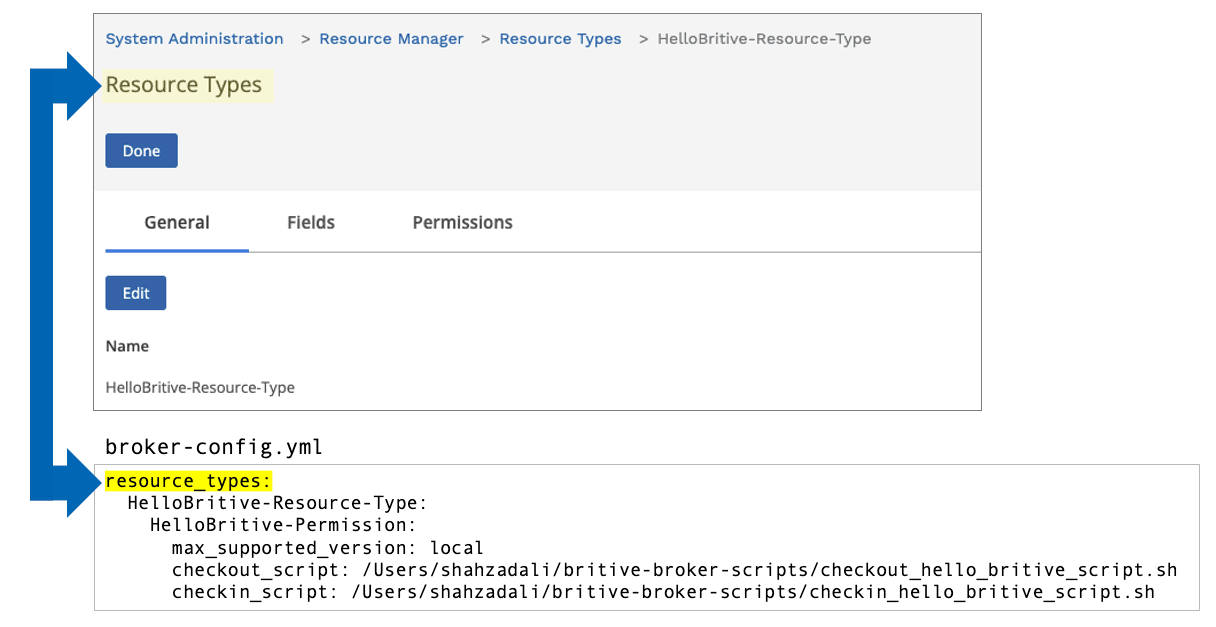 System Administration > Resource Manager > Resource Types > HelloBritive-Resource-Type
Resource Types
Done
General Fields Permissions
Edit
Name
HelloBritive-Resource-Type
broker-config.yml
resource_types:
  HelloBritive-Resource-Type:
    HelloBritive-Permission:
      max_supported_version: local
      checkout_script: /Users/shahzadali/britive-broker-scripts/checkout_hello_britive_script.sh
      checkin_script: /Users/shahzadali/britive-broker-scripts/checkin_hello_britive_script.sh